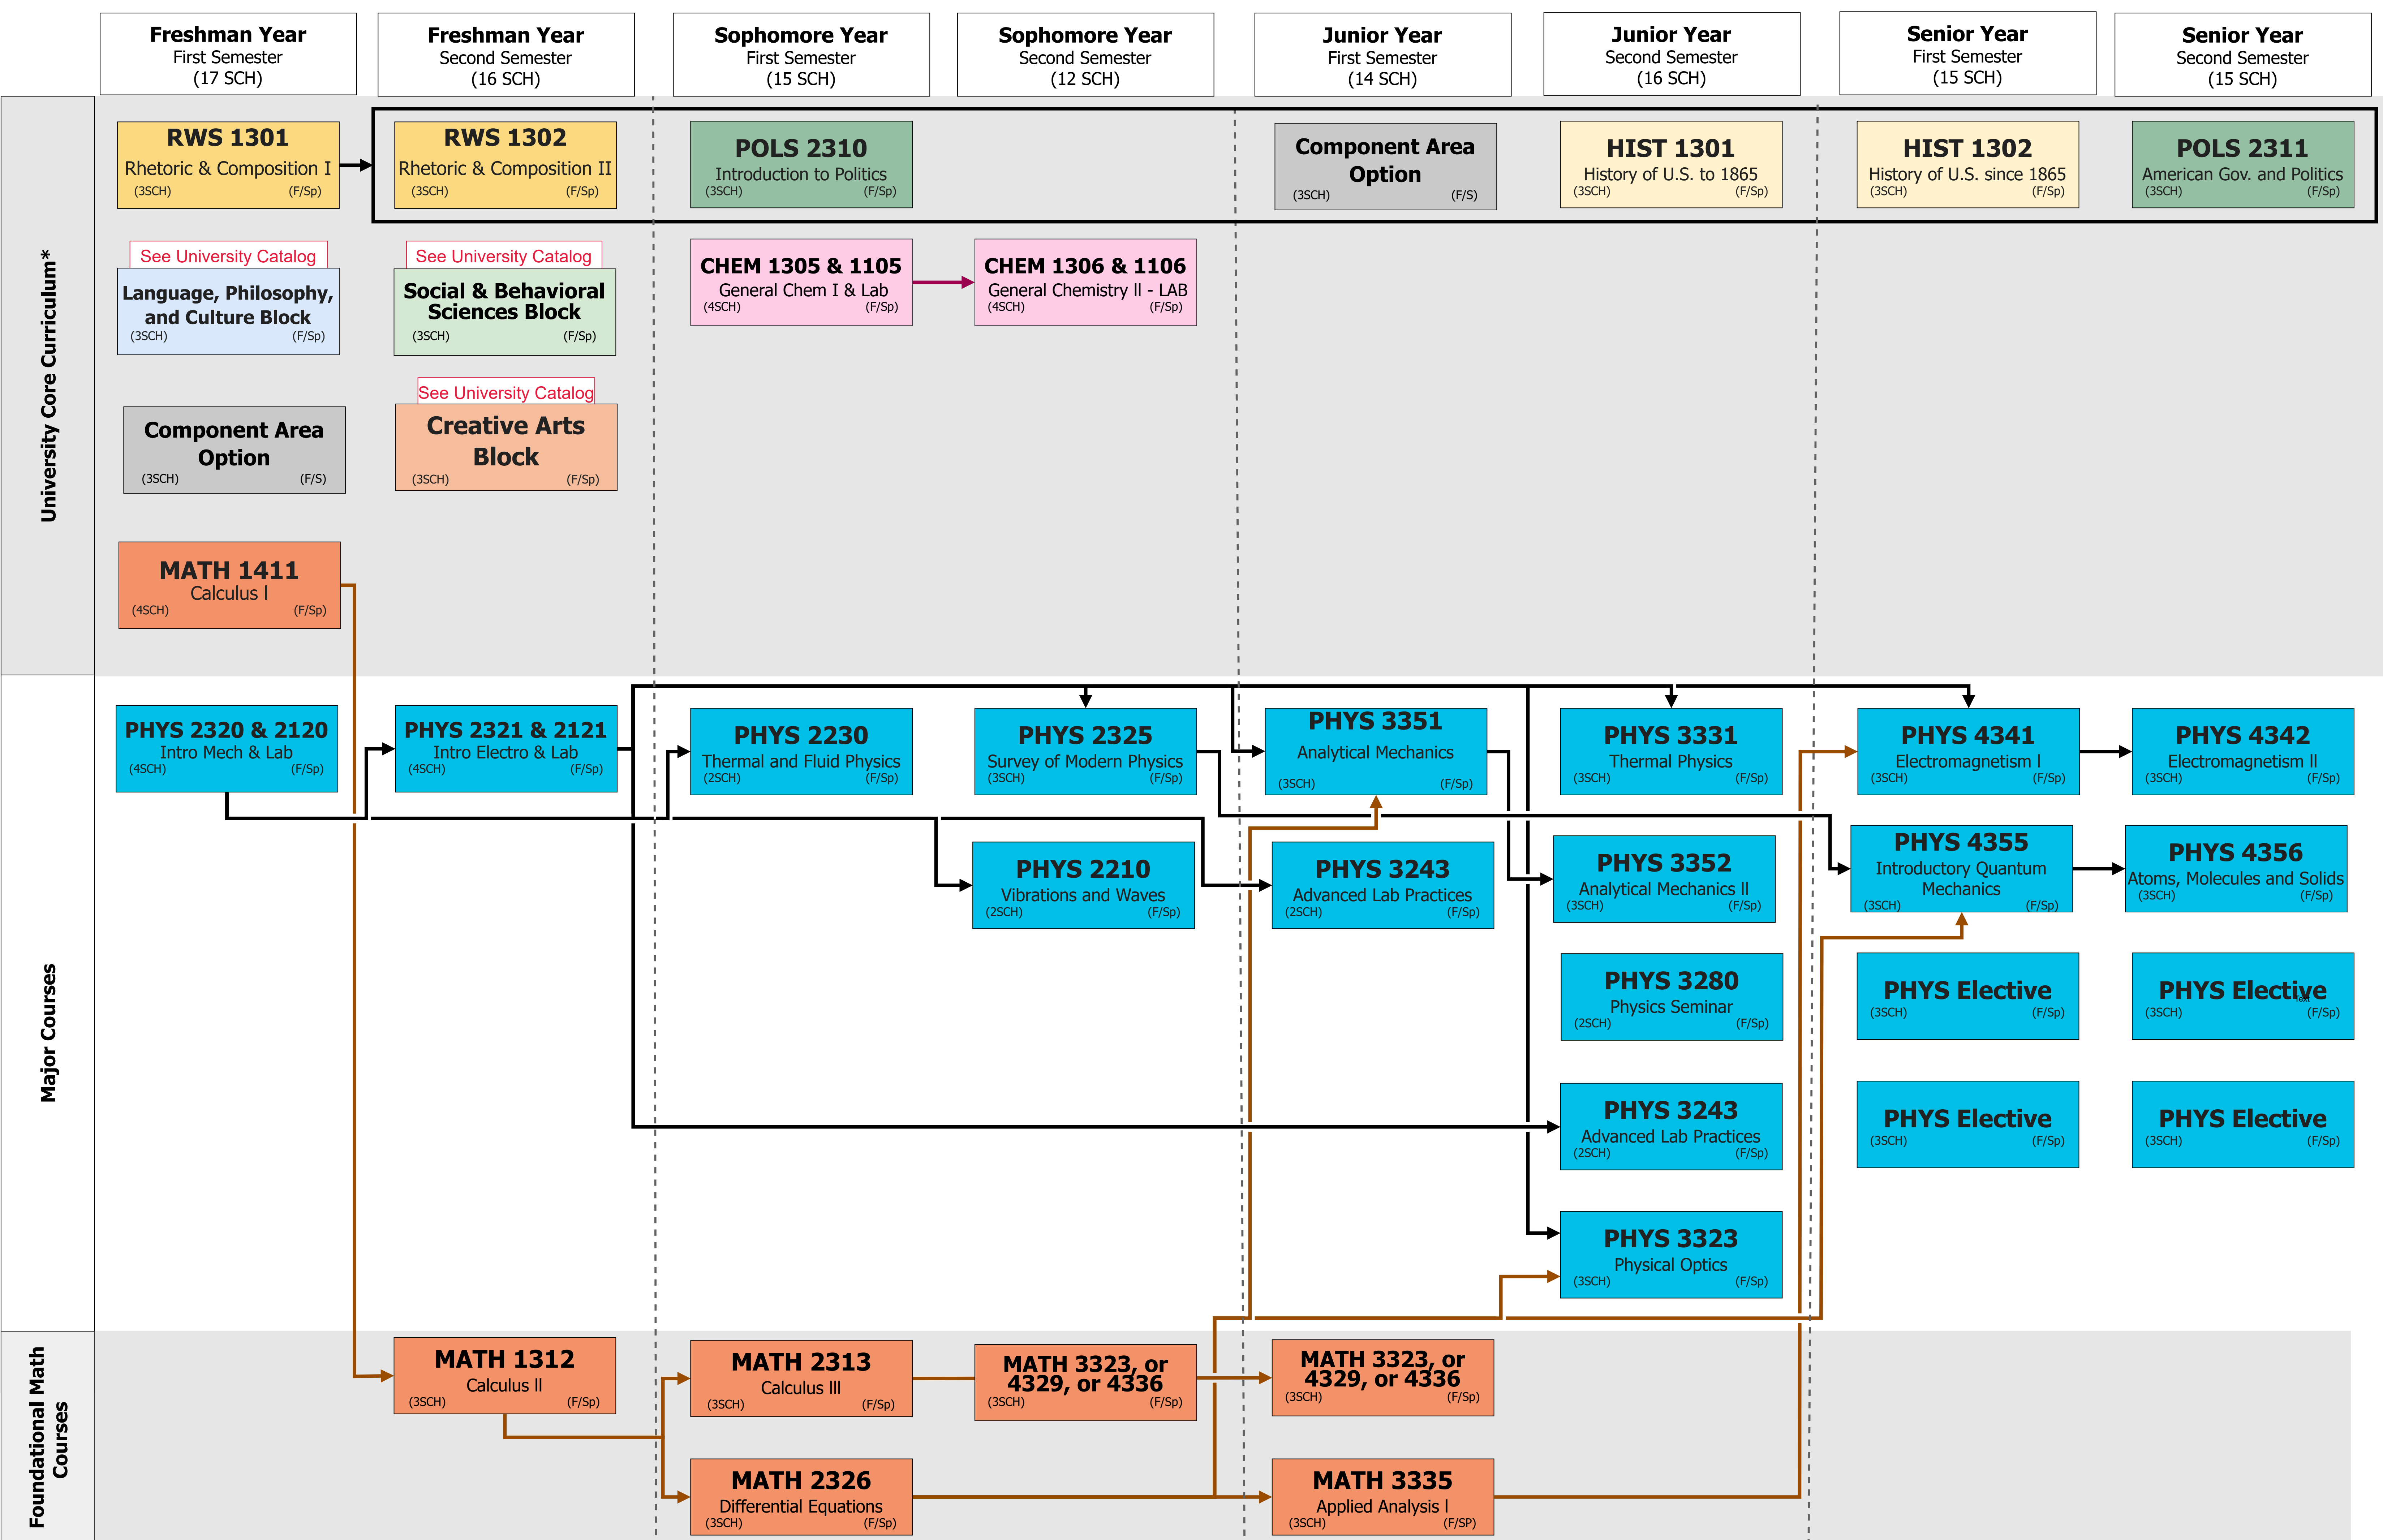 Freshman Year
First Semester
(17 SCH)
Freshman Year
Second Semester
(16 SCH)
Sophomore Year
First Semester
(15 SCH)
Sophomore Year
Second Semester
(12 SCH)
Junior Year
First Semester
(14 SCH)
Junior Year
Second Semester
(16 SCH)
Senior Year
First Semester
(15 SCH)
Senior Year
Second Semester
(15 SCH)
University Core Curriculum*
RWS 1301
Rhetoric & Composition I
(3SCH) (F/Sp)
RWS 1302
Rhetoric & Composition II
(3SCH) (F/Sp)
POLS 2310
Introduction to Politics
(3SCH) (F/Sp)
Component Area
Option
(3SCH) (F/S)
HIST 1301
History of U.S. to 1865
(3SCH) (F/Sp)
HIST 1302
History of U.S. since 1865
(3SCH) (F/Sp)
POLS 2311
American Gov. and Politics
(3SCH) (F/Sp)
See University Catalog
Language, Philosophy,
and Culture Block
(3SCH) (F/Sp)
See University Catalog
Social & Behavioral
Sciences Block
(3SCH) (F/Sp)
CHEM 1305 & 1105
General Chem I & Lab
(4SCH) (F/Sp)
CHEM 1306 & 1106
General Chemistry II - LAB
(4SCH) (F/Sp)
Component Area
Option
(3SCH) (F/S)
See University Catalog
Creative Arts
Block
(3SCH) (F/Sp)
MATH 1411
Calculus I
(4SCH) (F/Sp)
Major Courses
PHYS 2320 & 2120
Intro Mech & Lab
(4SCH) (F/Sp)
PHYS 2321 & 2121
Intro Electro & Lab
(4SCH) (F/Sp)
PHYS 2230
Thermal and Fluid Physics
(2SCH) (F/Sp)
PHYS 2325
Survey of Modern Physics
(3SCH) (F/Sp)
PHYS 3351
Analytical Mechanics
(3SCH) (F/Sp)
PHYS 3331
Thermal Physics
(3SCH) (F/Sp)
PHYS 4341
Electromagnetism I
(3SCH) (F/Sp)
PHYS 4342
Electromagnetism II
(3SCH) (F/Sp)
PHYS 2210
Vibrations and Waves
(2SCH) (F/Sp)
PHYS 3243
Advanced Lab Practices
(2SCH) (F/Sp)
PHYS 3352
Analytical Mechanics II
(3SCH) (F/Sp)
PHYS 4355
Introductory Quantum
Mechanics
(3SCH) (F/Sp)
PHYS 4356
Atoms, Molecules and Solids
(3SCH) (F/Sp)
PHYS 3280
Physics Seminar
(2SCH) (F/Sp)
PHYS Elective
(3SCH) (F/Sp)
PHYS Elective
Text
(3SCH) (F/Sp)
PHYS 3243
Advanced Lab Practices
(2SCH) (F/Sp)
PHYS Elective
(3SCH) (F/Sp)
PHYS Elective
(3SCH) (F/Sp)
PHYS 3323
Physical Optics
(3SCH) (F/Sp)
Foundational Math
Courses
MATH 1312
Calculus II
(3SCH) (F/Sp)
MATH 2313
Calculus III
(3SCH) (F/Sp)
MATH 3323, or
4329, or 4336
(3SCH) (F/Sp)
MATH 3323, or
4329, or 4336
(3SCH) (F/Sp)
MATH 2326
Differential Equations
(3SCH) (F/Sp)
MATH 3335
Applied Analysis I
(3SCH) (F/SP)